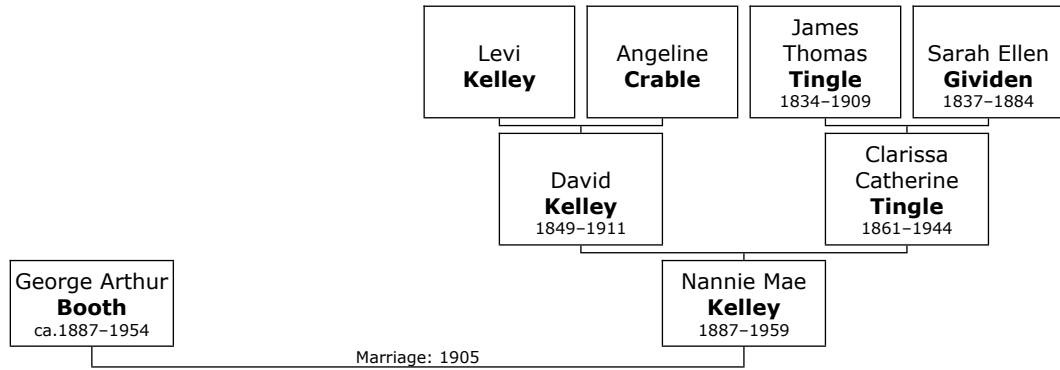 Levi
Kelley
Angeline
Crable
James
Thomas
Tingle
1834–1909
Sarah Ellen
Gividen
1837–1884
David
Kelley
1849–1911
Clarissa
Catherine
Tingle
1861–1944
George Arthur
Booth
ca.1887–1954
Nannie Mae
Kelley
1887–1959
Marriage: 1905